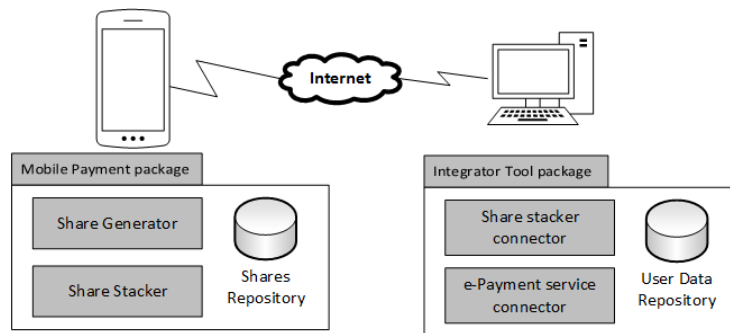 Internet
Mobile Payment package
Share Generator
Share Stacker
Shares
Repository
Integrator Tool package
Share stacker
connector
e-Payment service
connector
User Data
Repository